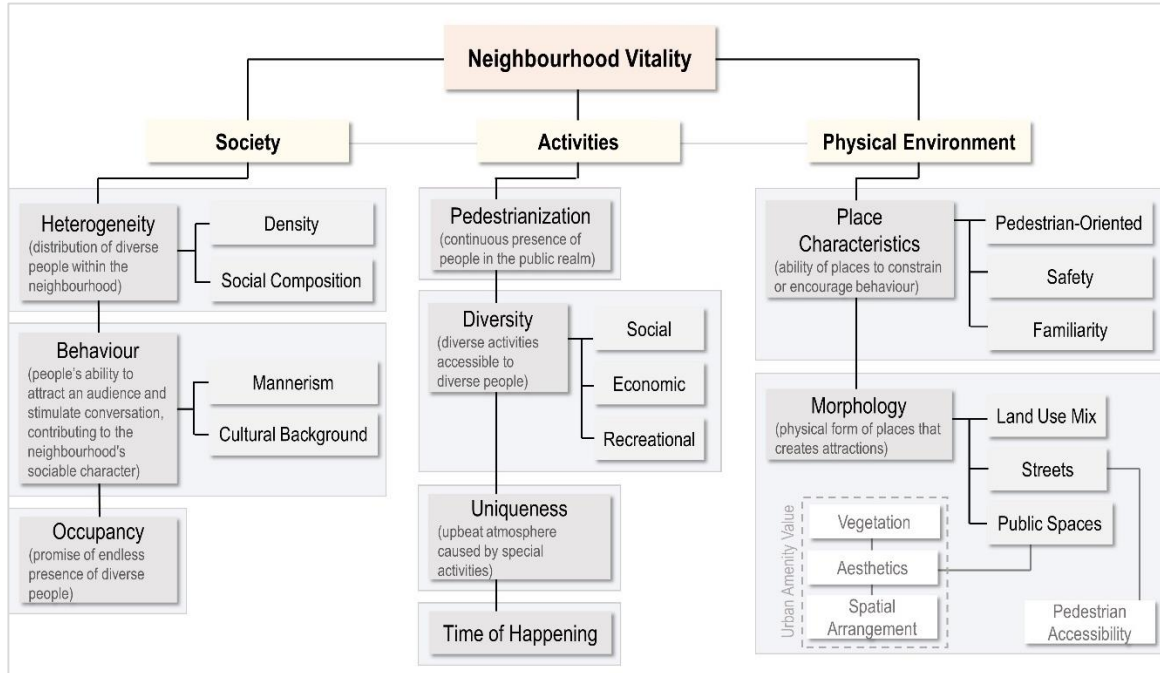 Neighbourhood Vitality
Society
Activities
Physical Environment
Heterogeneity
(distribution of diverse
people within the
neighbourhood)
Density
Social Composition
Behaviour
(people's ability to
attract an audience and
stimulate conversation,
contributing to the
neighbourhood's
sociable character)
Mannerism
Cultural Background
Occupancy
(promise of endless
presence of diverse
people)
Pedestrianization
(continuous presence of
people in the public realm)
Diversity
(diverse activities
accessible to
diverse people)
Social
Economic
Recreational
Uniqueness
(upbeat atmosphere
caused by special
activities)
Time of Happening
Place
Characteristics
(ability of places to constrain
or encourage behaviour)
Pedestrian-Oriented
Safety
Familiarity
Morphology
(physical form of places that
creates attractions)
Land Use Mix
Streets
Public Spaces
Urban Amenity Value
Vegetation
Aesthetics
Spatial
Arrangement
Pedestrian
Accessibility